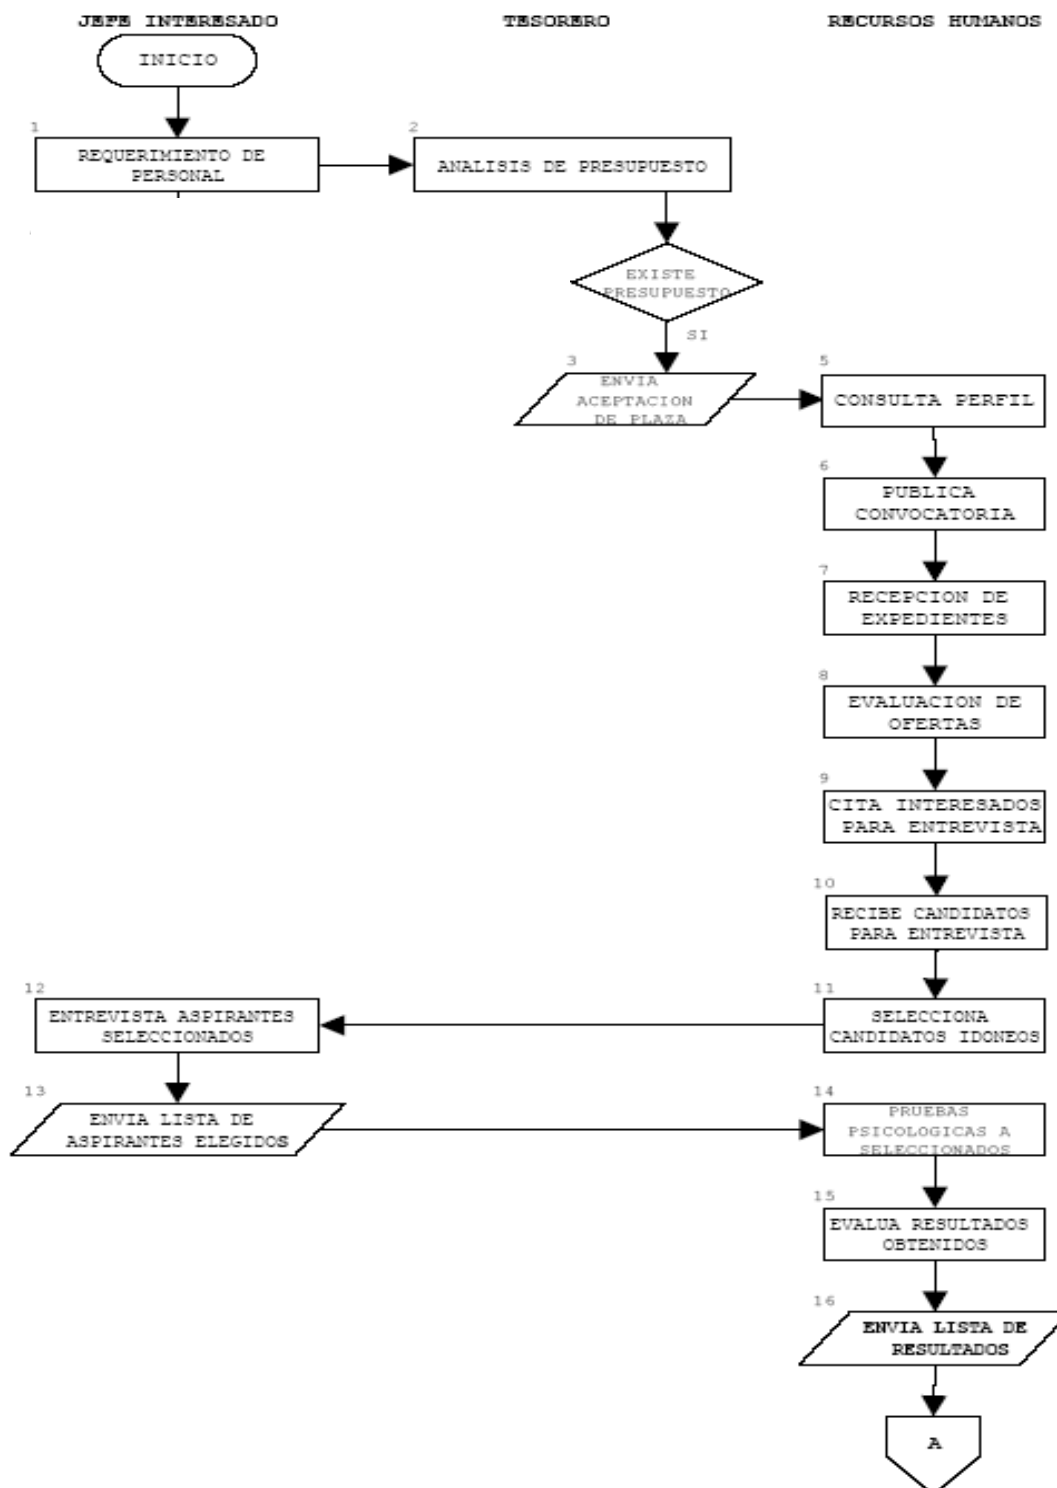 JEFE INTERESADO
TESORERO
RECURSOS HUMANOS
INICIO
1
REQUERIMIENTO DE
PERSONAL
2
ANALISIS DE PRESUPUESTO
EXISTE
PRESUPUESTO
SI
3
ENVIA
ACEPTACION
DE PLAZA
5
CONSULTA PERFIL
6
PUBLICA
CONVOCATORIA
7
RECEPCION DE
EXPEDIENTES
8
EVALUACION DE
OFERTAS
9
CITA INTERESADOS
PARA ENTREVISTA
10
RECIBE CANDIDATOS
PARA ENTREVISTA
11
SELECCIONA
CANDIDATOS IDONEOS
12
ENTREVISTA ASPIRANTES
SELECCIONADOS
13
ENVIA LISTA DE
ASPIRANTES ELEGIDOS
14
PRUEBAS
PSICOLOGICAS A
SELECCIONADOS
15
EVALUA RESULTADOS
OBTENIDOS
16
ENVIA LISTA DE
RESULTADOS
A